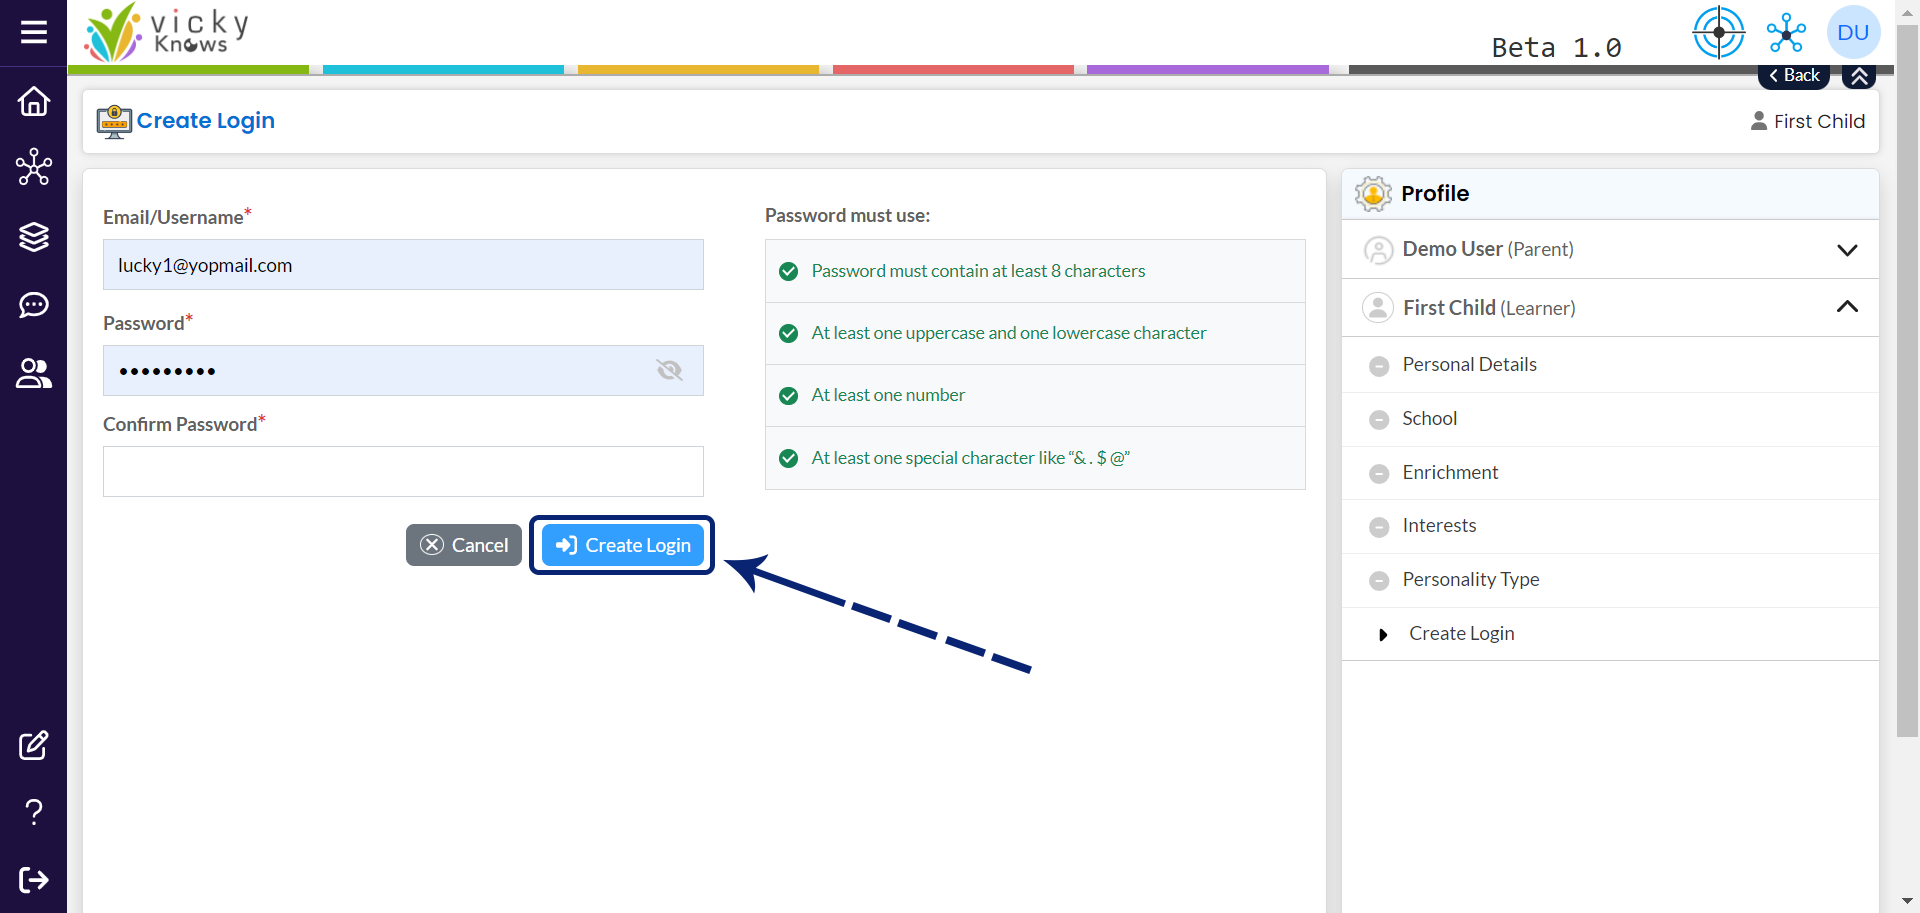 vicky
Knows
Beta 1.0
DU
Back
Create Login
First Child
Email/Username*
lucky1@yopmail.com
Password*
•••••••••
Confirm Password*
Cancel
Create Login
Password must use:
Password must contain at least 8 characters
At least one uppercase and one lowercase character
At least one number
At least one special character like “& . $ @”
Profile
Demo User (Parent)
First Child (Learner)
Personal Details
School
Enrichment
Interests
Personality Type
Create Login